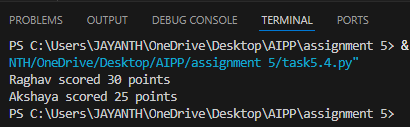 PROBLEMS OUTPUT DEBUG CONSOLE TERMINAL PORTS
PS C:\Users\JAYANTH\OneDrive\Desktop\AIPP\assignment 5> &
NTH/OneDrive/Desktop/AIPP/assignment 5/task5.4.py"
Raghav scored 30 points
Akshaya scored 25 points
PS C:\Users\JAYANTH\OneDrive\Desktop\AIPP\assignment 5>